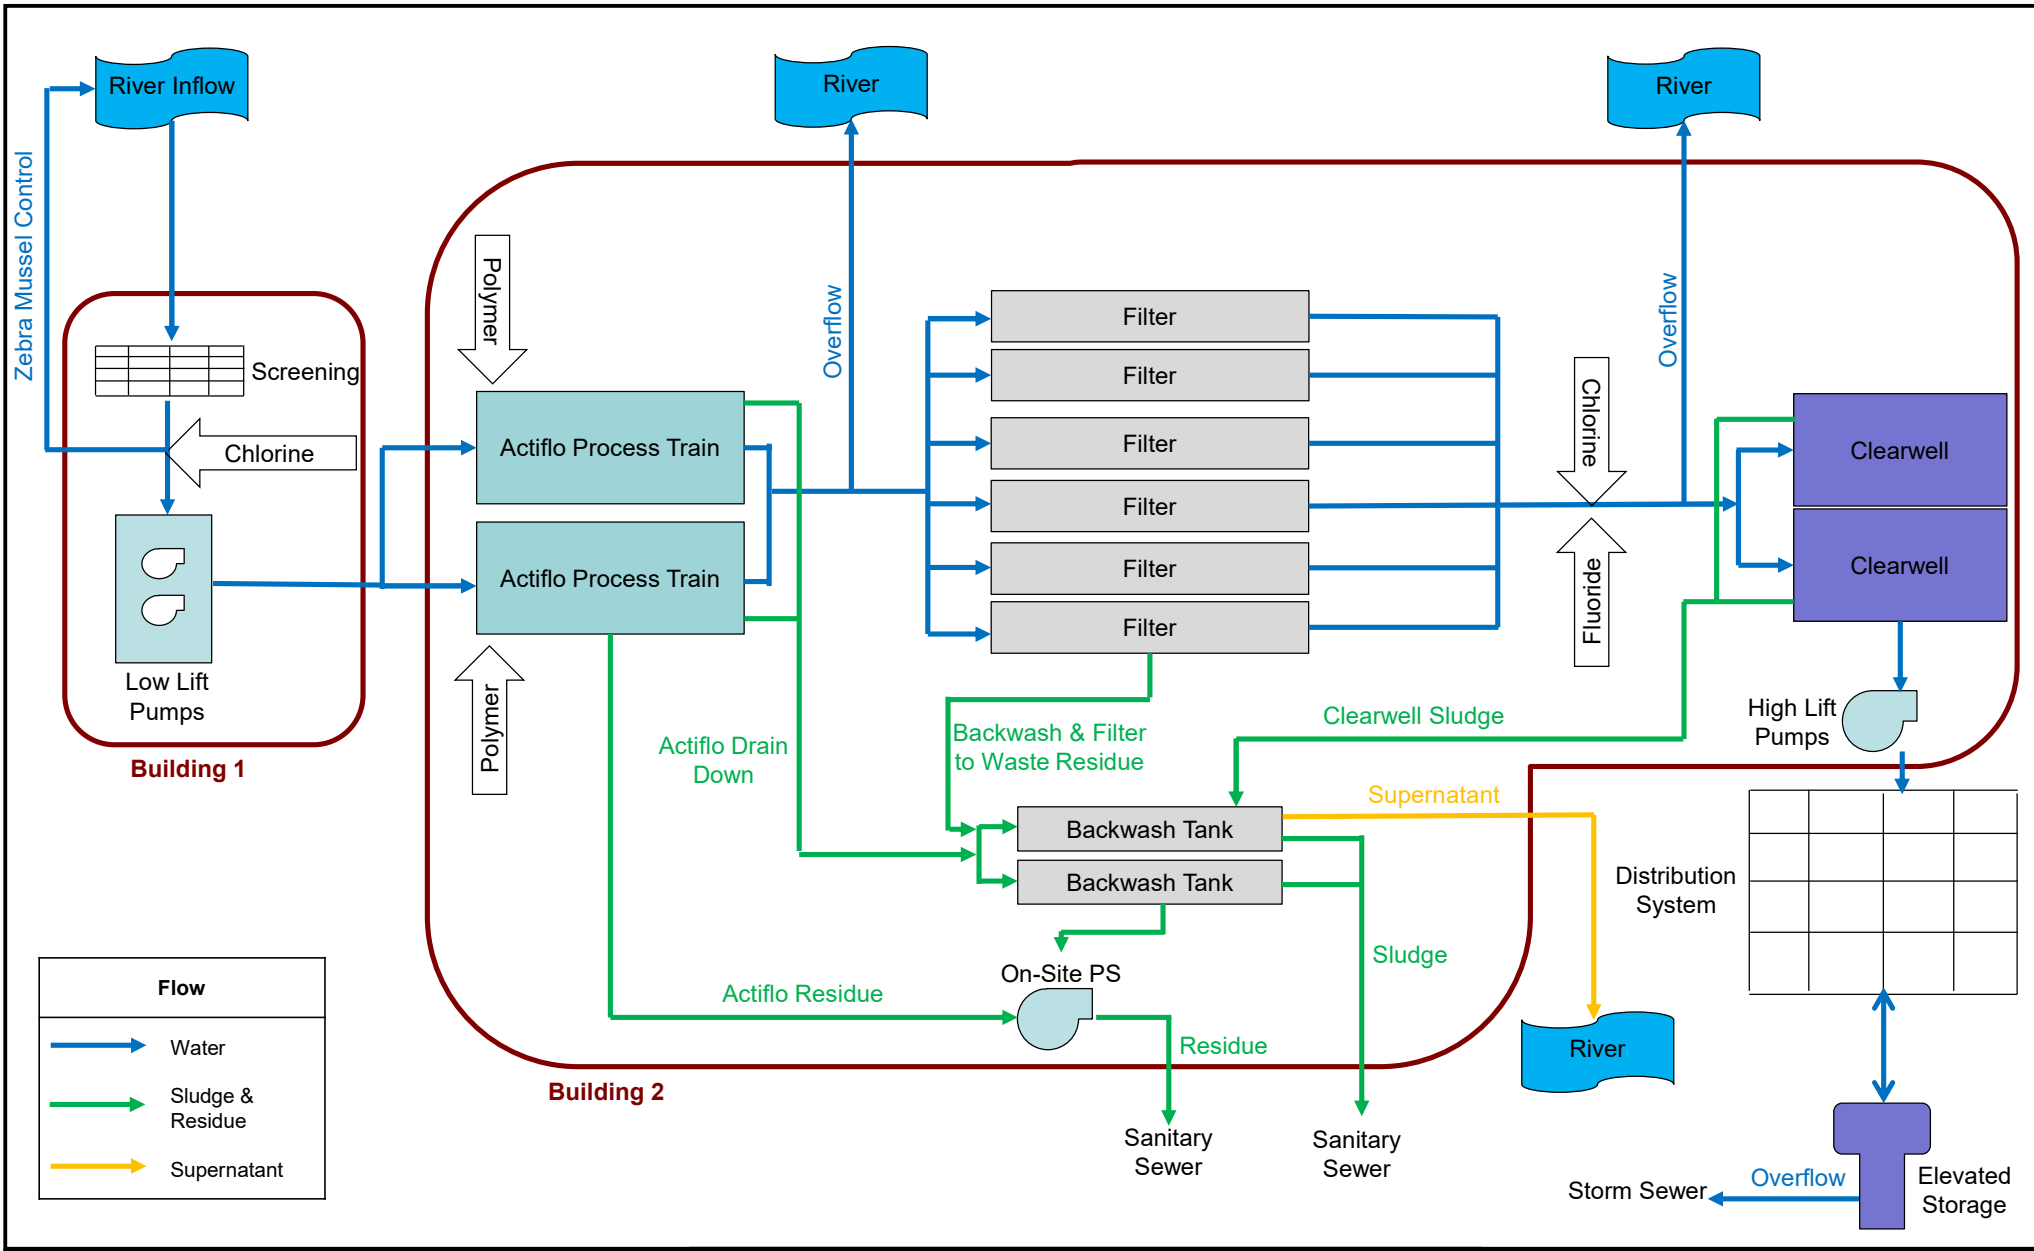 River Inflow
River
River
Zebra Mussel Control
Polymer
Overflow
Overflow
Screening
Chlorine
Filter
Filter
Filter
Filter
Filter
Filter
Chlorine
Fluoride
Actiflo Process Train
Actiflo Process Train
Clearwell
Clearwell
Low Lift
Pumps
Building 1
Polymer
Actiflo Drain
Down
Backwash & Filter
to Waste Residue
Clearwell Sludge
High Lift
Pumps
Supernatant
Backwash Tank
Backwash Tank
Distribution
System
Sludge
On-Site PS
Actiflo Residue
Residue
River
Building 2
Flow
Water
Sludge &
Residue
Supernatant
Sanitary
Sewer
Sanitary
Sewer
Storm Sewer
Overflow
Elevated
Storage